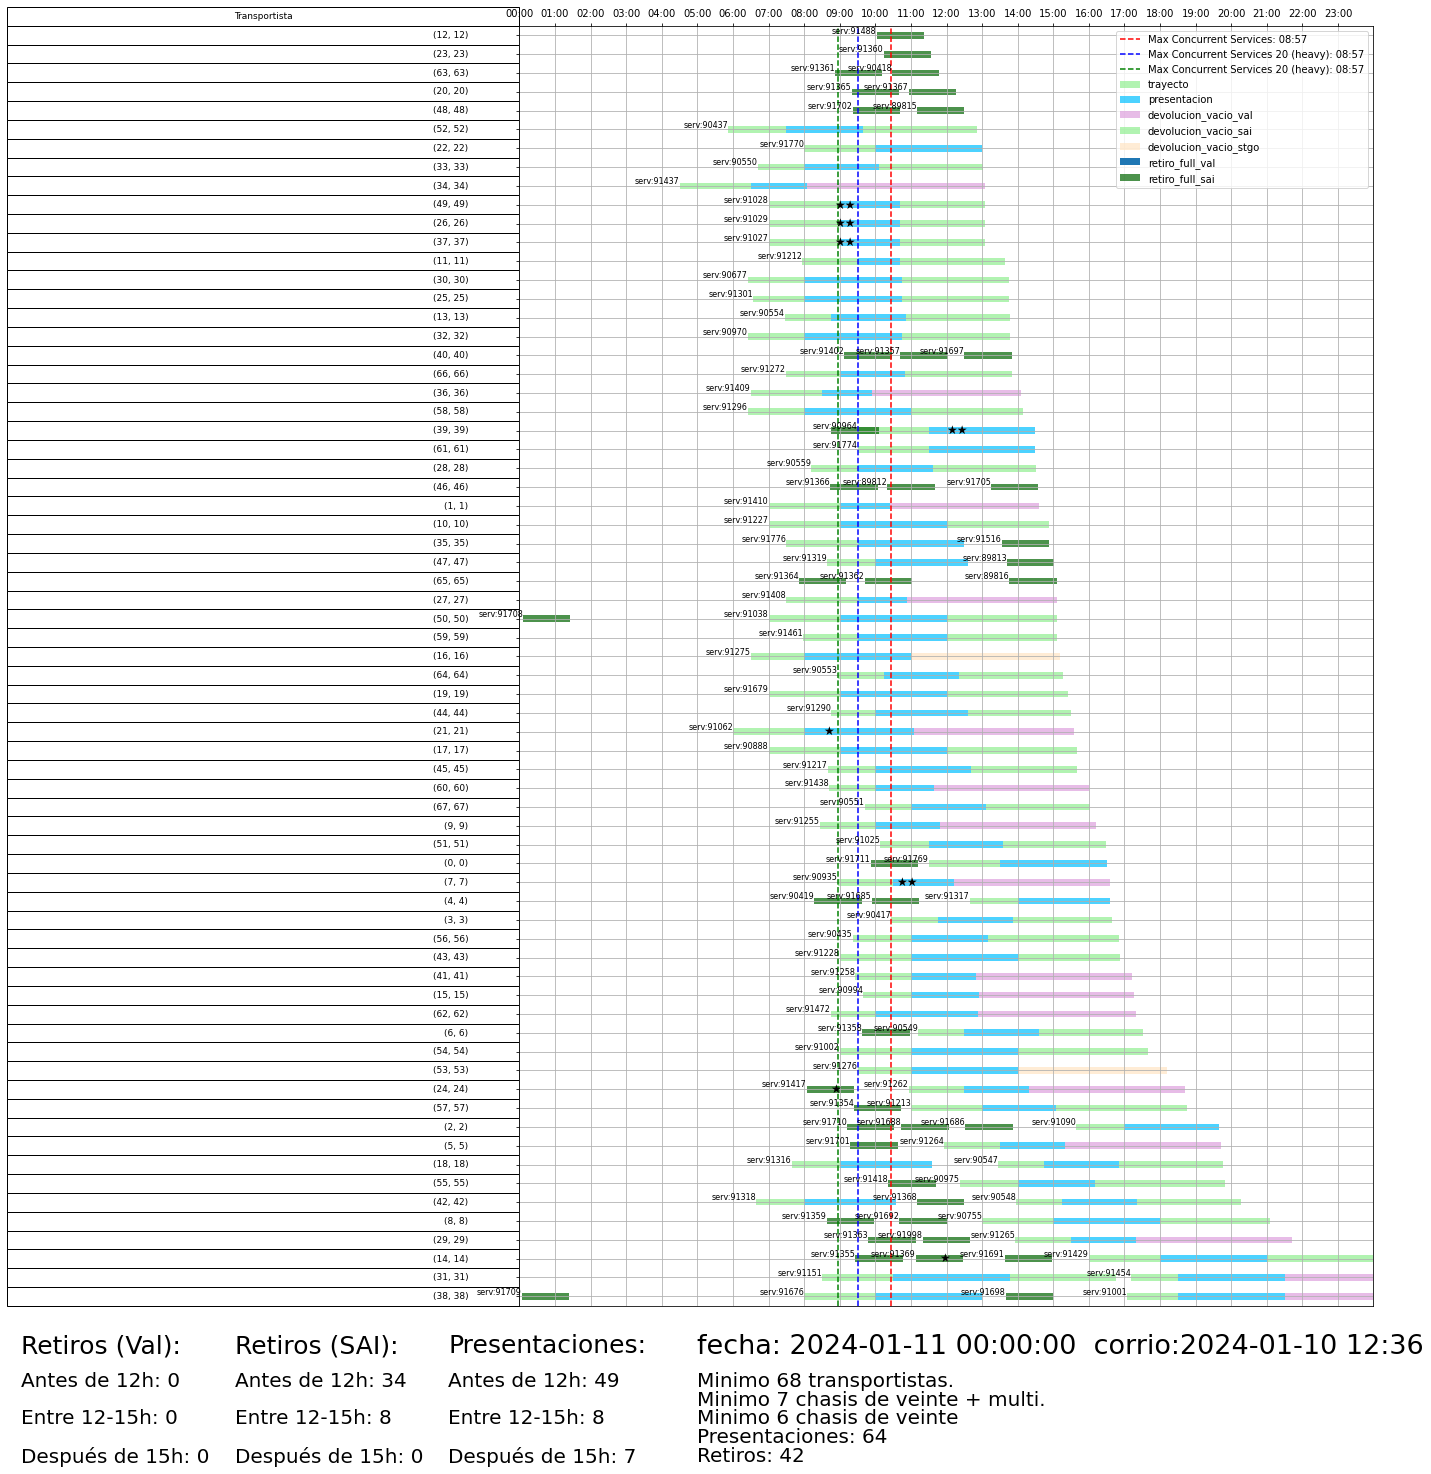 Transportista
00:00 01:00 02:00 03:00 04:00 05:00 06:00 07:00 08:00 09:00 10:00 11:00 12:00 13:00 14:00 15:00 16:00 17:00 18:00 19:00 20:00 21:00 22:00 23:00
Max Concurrent Services: 08:57
Max Concurrent Services 20 (heavy): 08:57
Max Concurrent Services 20 (heavy): 08:57
trayecto
presentacion
devolucion_vacio_val
devolucion_vacio_sai
devolucion_vacio_stgo
retiro_full_val
retiro_full_sai
(12, 12) serv:91488
(23, 23) serv:91360
(63, 63) serv:91361 serv:90418
(20, 20) serv:91365 serv:91367
(48, 48) serv:91702 serv:89815
(52, 52) serv:90437
(22, 22) serv:91770
(33, 33) serv:90550
(34, 34) serv:91437
(49, 49) serv:91028
(26, 26) serv:91029
(37, 37) serv:91027
(11, 11) serv:91212
(30, 30) serv:90677
(25, 25) serv:91301
(13, 13) serv:90554
(32, 32) serv:90970
(40, 40) serv:91402 serv:91357 serv:91697
(66, 66) serv:91272
(36, 36) serv:91409
(58, 58) serv:91296
(39, 39) serv:90964
(61, 61) serv:91774
(28, 28) serv:90559
(46, 46) serv:91366 serv:89812 serv:91705
(1, 1) serv:91410
(10, 10) serv:91227
(35, 35) serv:91776 serv:91516
(47, 47) serv:91319 serv:89813
(65, 65) serv:91364 serv:91362 serv:89816
(27, 27) serv:91408
(50, 50) serv:91708 serv:91038
(59, 59) serv:91461
(16, 16) serv:91275
(64, 64) serv:90553
(19, 19) serv:91679
(44, 44) serv:91290
(21, 21) serv:91062
(17, 17) serv:90888
(45, 45) serv:91217
(60, 60) serv:91438
(67, 67) serv:90551
(9, 9) serv:91255
(51, 51) serv:91025
(0, 0) serv:91711 serv:91769
(7, 7) serv:90935
(4, 4) serv:90419 serv:91685 serv:91317
(3, 3) serv:90417
(56, 56) serv:90435
(43, 43) serv:91228
(41, 41) serv:91258
(15, 15) serv:90994
(62, 62) serv:91472
(6, 6) serv:91358 serv:90549
(54, 54) serv:91002
(53, 53) serv:91276
(24, 24) serv:91417 serv:91262
(57, 57) serv:91354 serv:91213
(2, 2) serv:91710 serv:91688 serv:91686 serv:91090
(5, 5) serv:91701 serv:91264
(18, 18) serv:91316 serv:90547
(55, 55) serv:91418 serv:90975
(42, 42) serv:91318 serv:91368 serv:90548
(8, 8) serv:91359 serv:91692 serv:90755
(29, 29) serv:91363 serv:91998 serv:91265
(14, 14) serv:91355 serv:91369 serv:91691 serv:91429
(31, 31) serv:91151 serv:91454
(38, 38) serv:91709 serv:91676 serv:91698 serv:91001
Retiros (Val):
Antes de 12h: 0
Entre 12-15h: 0
Después de 15h: 0
Retiros (SAI):
Antes de 12h: 34
Entre 12-15h: 8
Después de 15h: 0
Presentaciones:
Antes de 12h: 49
Entre 12-15h: 8
Después de 15h: 7
fecha: 2024-01-11 00:00:00 corrio:2024-01-10 12:36
Minimo 68 transportistas.
Minimo 7 chasis de veinte + multi.
Minimo 6 chasis de veinte
Presentaciones: 64
Retiros: 42